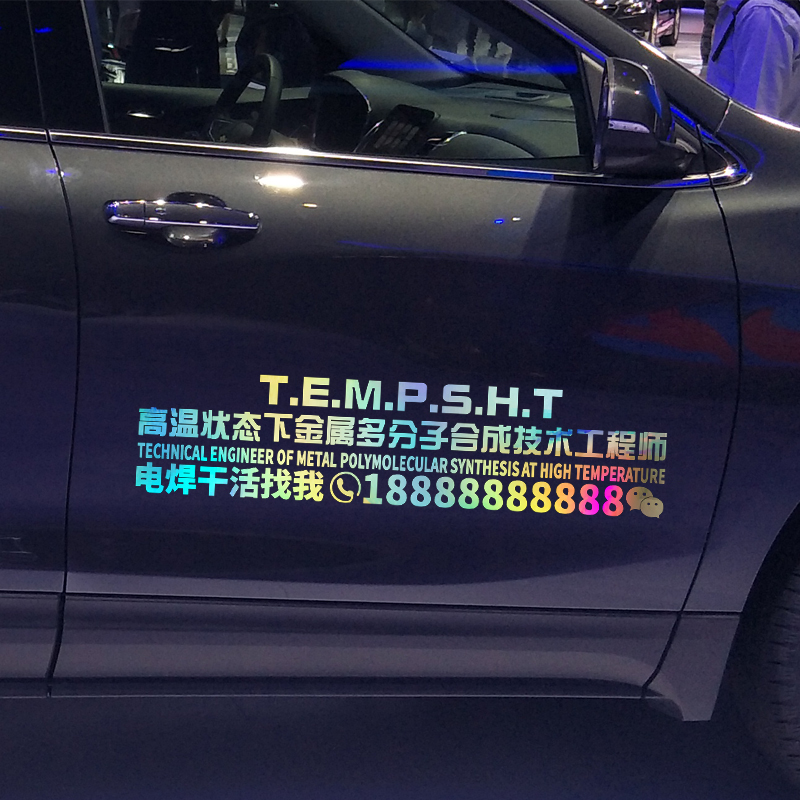 T.E.M.P.S.H.T
高温状态下金属多分子合成技术工程师
TECHNICAL ENGINEER OF METAL POLYMOLECULAR SYNTHESIS AT HIGH TEMPERATURE
电焊干活找我 18888888888